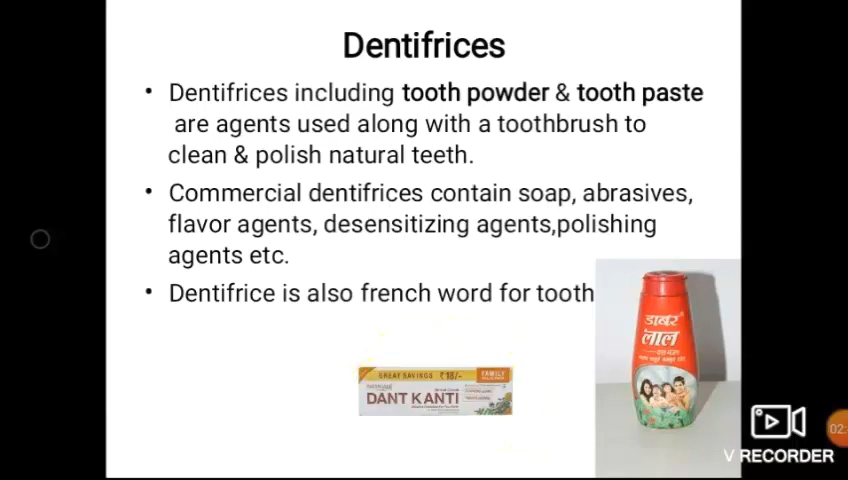 Dentifrices
• Dentifrices including tooth powder & tooth paste
are agents used along with a toothbrush to
clean & polish natural teeth.
• Commercial dentifrices contain soap, abrasives,
flavor agents, desensitizing agents,polishing
agents etc.
• Dentifrice is also french word for tooth
GREAT SAVINGS ₹18/-
FAMILY
DANT KANTI
डाबर
लाल
V RECORDER
02: